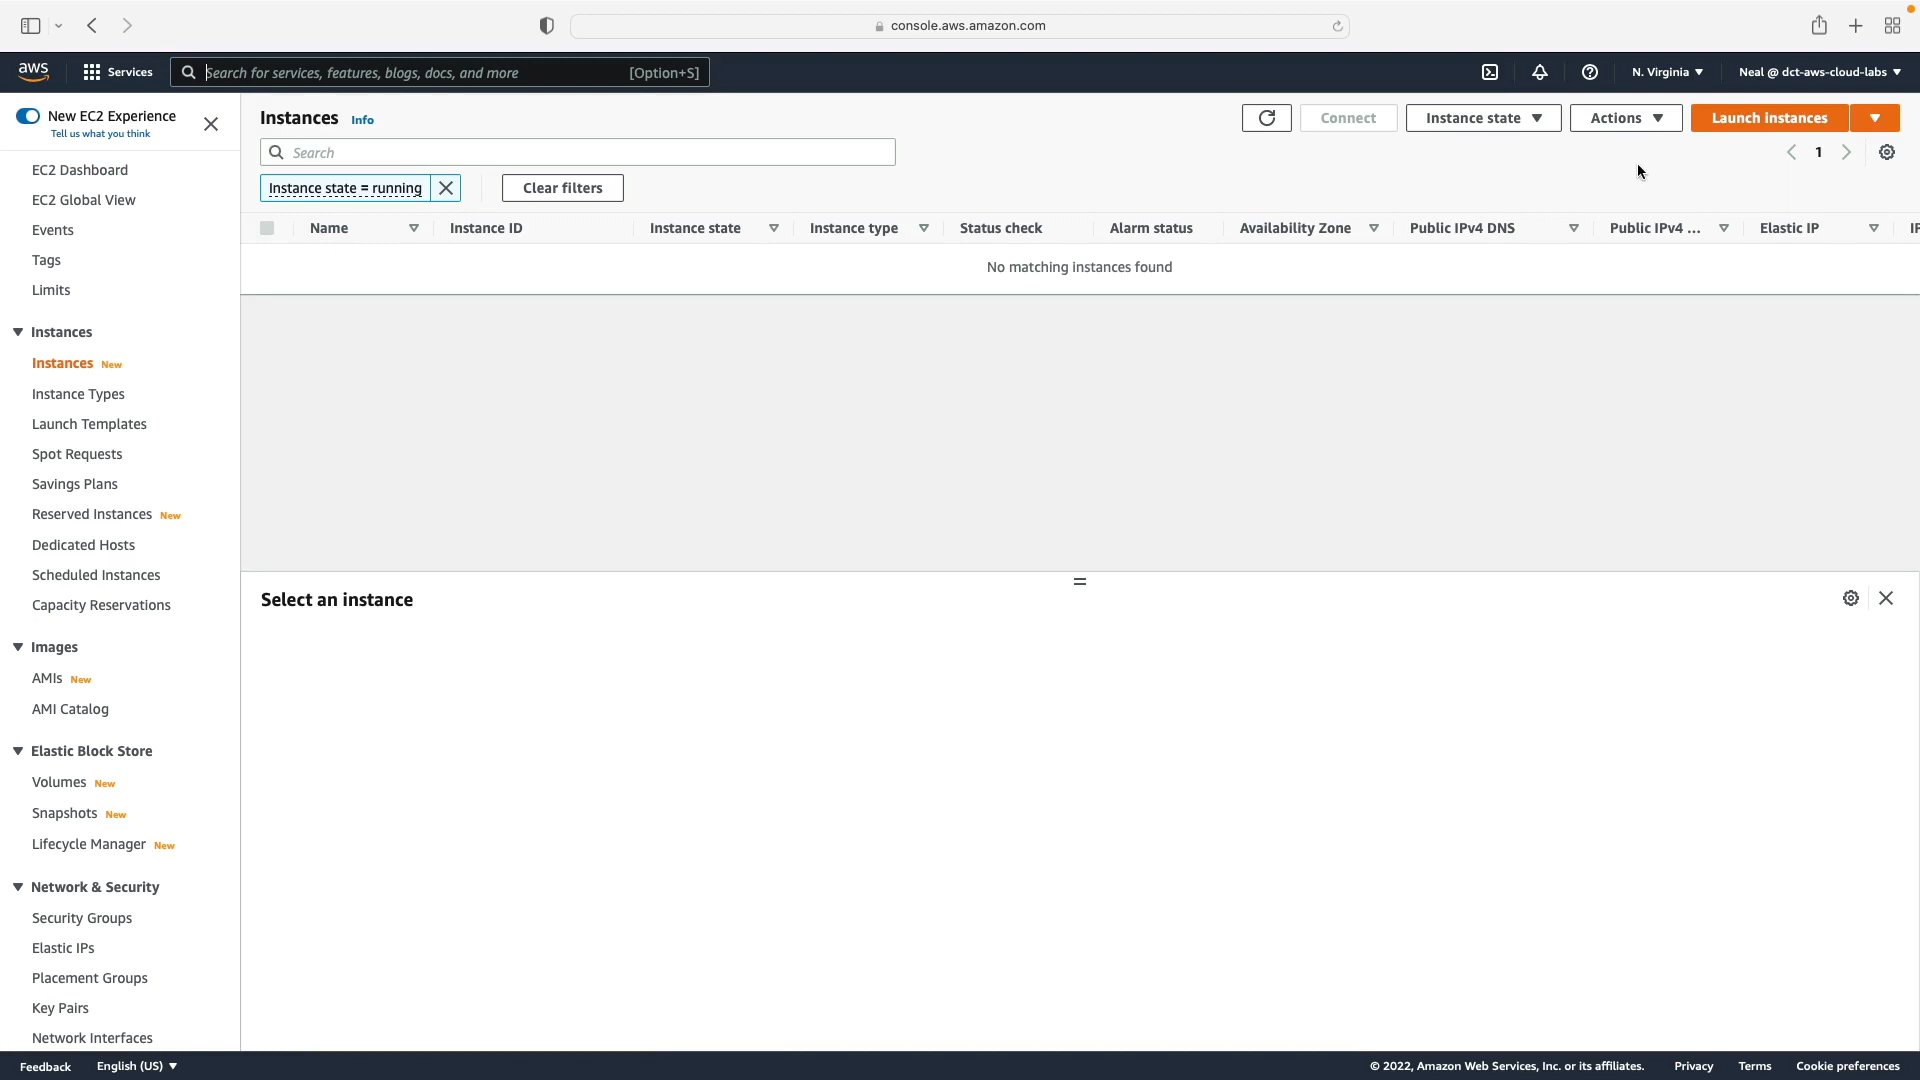 console.aws.amazon.com
aws
Services
Search for services, features, blogs, docs, and more
[Option+S]
N. Virginia
Neal @ dct-aws-cloud-labs
New EC2 Experience
Tell us what you think
EC2 Dashboard
EC2 Global View
Events
Tags
Limits
Instances
Instances New
Instance Types
Launch Templates
Spot Requests
Savings Plans
Reserved Instances New
Dedicated Hosts
Scheduled Instances
Capacity Reservations
Images
AMIs New
AMI Catalog
Elastic Block Store
Volumes New
Snapshots New
Lifecycle Manager New
Network & Security
Security Groups
Elastic IPs
Placement Groups
Key Pairs
Network Interfaces
Instances Info
Connect
Instance state
Actions
Launch instances
Search
1
Instance state = running
Clear filters
Name
Instance ID
Instance state
Instance type
Status check
Alarm status
Availability Zone
Public IPv4 DNS
Public IPv4 ...
Elastic IP
No matching instances found
Select an instance
Feedback
English (US)
© 2022, Amazon Web Services, Inc. or its affiliates.
Privacy
Terms
Cookie preferences